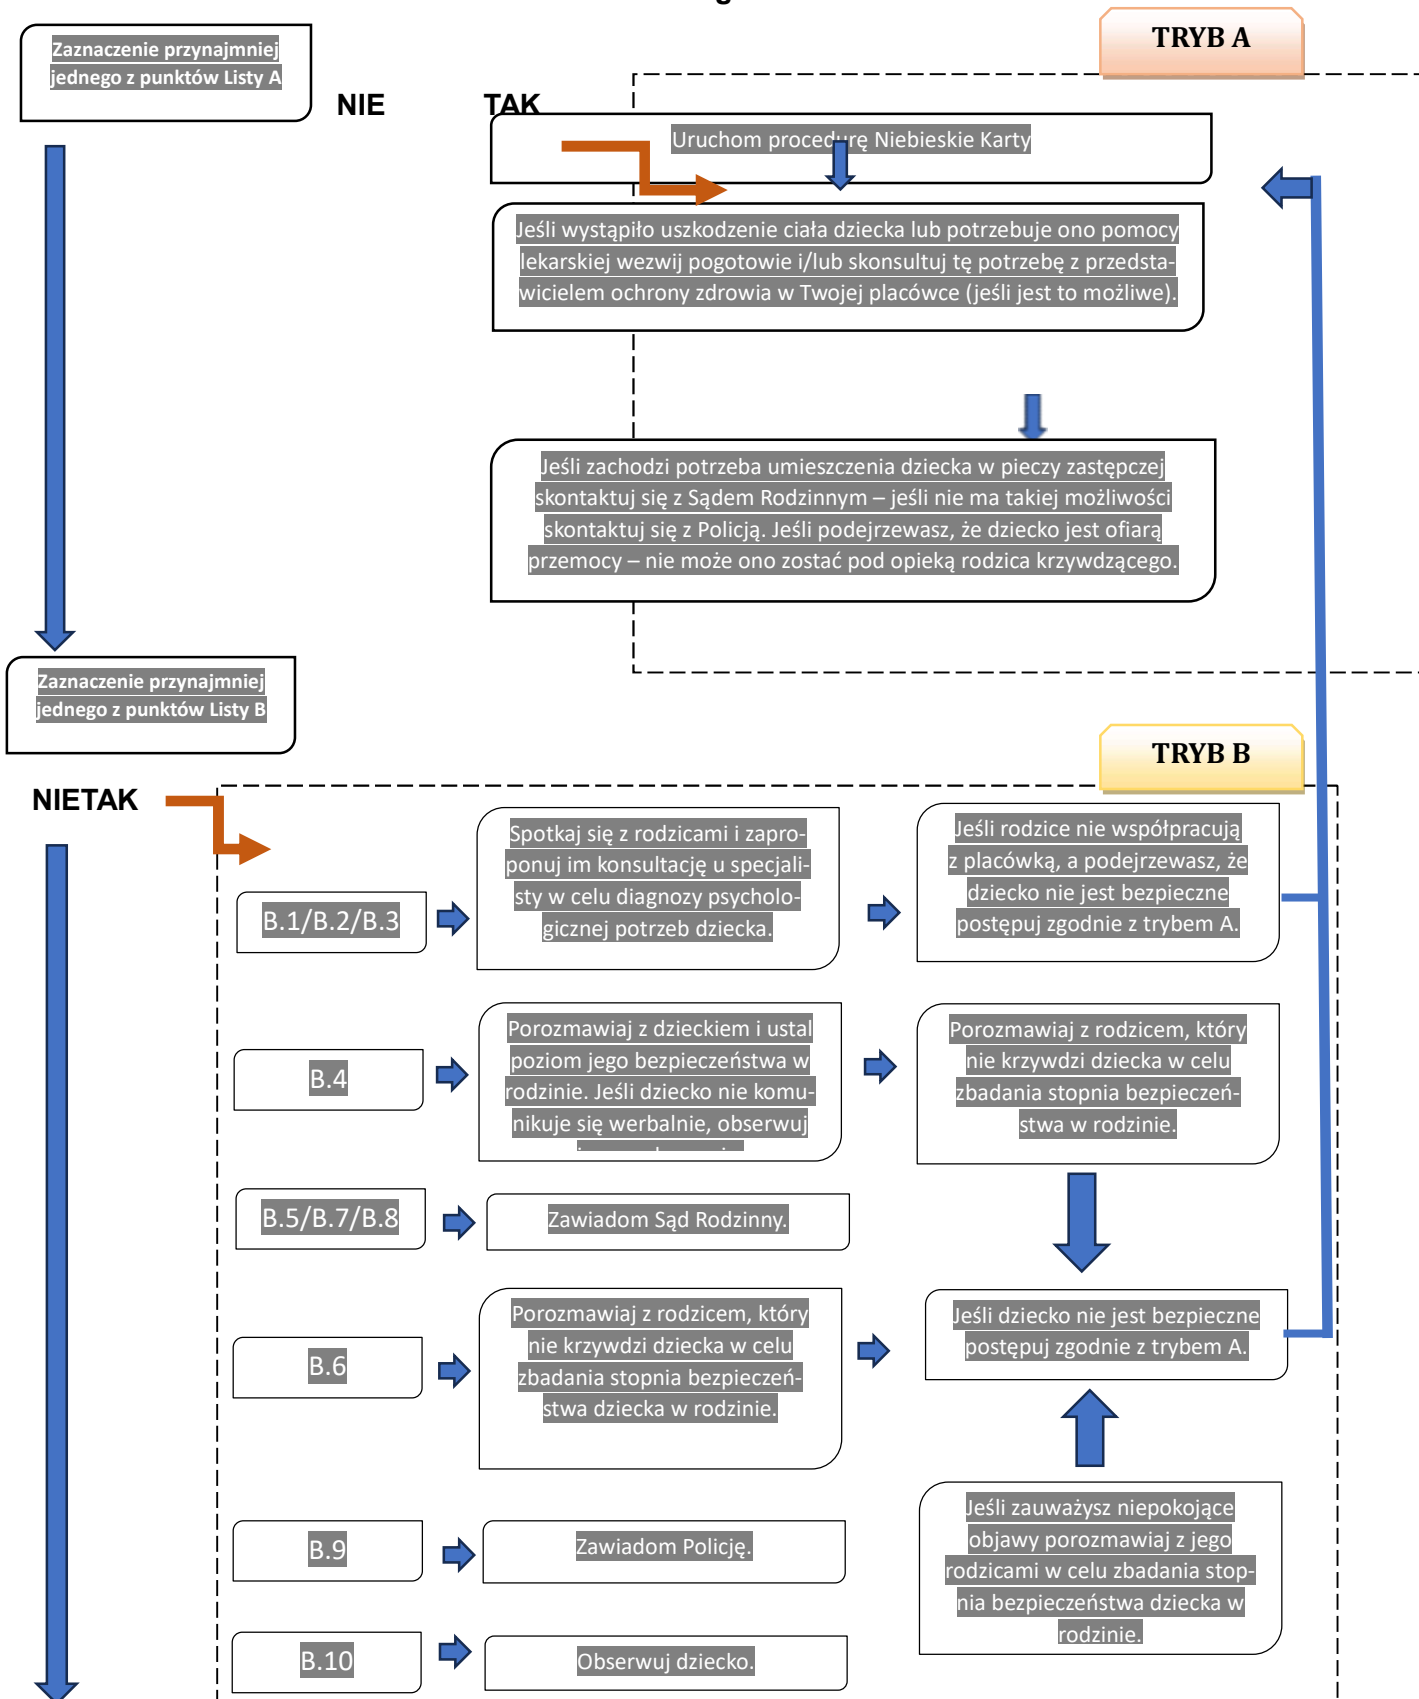 TRYB A
Zaznaczenie przynajmniej
jednego z punktów Listy A
NIE
TAK
Uruchom procedurę Niebieskie Karty
Jeśli wystąpiło uszkodzenie ciała dziecka lub potrzebuje ono pomocy
lekarskiej wezwij pogotowie i/lub skonsultuj tę potrzebę z przedsta-
wicielem ochrony zdrowia w Twojej placówce (jeśli jest to możliwe).
Jeśli zachodzi potrzeba umieszczenia dziecka w pieczy zastępczej
skontaktuj się z Sądem Rodzinnym – jeśli nie ma takiej możliwości
skontaktuj się z Policją. Jeśli podejrzewasz, że dziecko jest ofiarą
przemocy – nie może ono zostać pod opieką rodzica krzywdzącego.
Zaznaczenie przynajmniej
jednego z punktów Listy B
TRYB B
NIETAK
B.1/B.2/B.3
Spotkaj się z rodzicami i zapro-
ponuj im konsultację u specjali-
sty w celu diagnozy psycholo-
gicznej potrzeb dziecka.
Jeśli rodzice nie współpracują
z placówką, a podejrzewasz, że
dziecko nie jest bezpieczne
postępuj zgodnie z trybem A.
B.4
Porozmawiaj z dzieckiem i ustal
poziom jego bezpieczeństwa w
rodzinie. Jeśli dziecko nie komu-
nikuje się werbalnie, obserwuj
Porozmawiaj z rodzicem, który
nie krzywdzi dziecka w celu
zbadania stopnia bezpieczeń-
stwa w rodzinie.
B.5/B.7/B.8
Zawiadom Sąd Rodzinny.
B.6
Porozmawiaj z rodzicem, który
nie krzywdzi dziecka w celu
zbadania stopnia bezpieczeń-
stwa dziecka w rodzinie.
Jeśli dziecko nie jest bezpieczne
postępuj zgodnie z trybem A.
B.9
Zawiadom Policję.
Jeśli zauważysz niepokojące
objawy porozmawiaj z jego
rodzicami w celu zbadania stop-
nia bezpieczeństwa dziecka w
rodzinie.
B.10
Obserwuj dziecko.